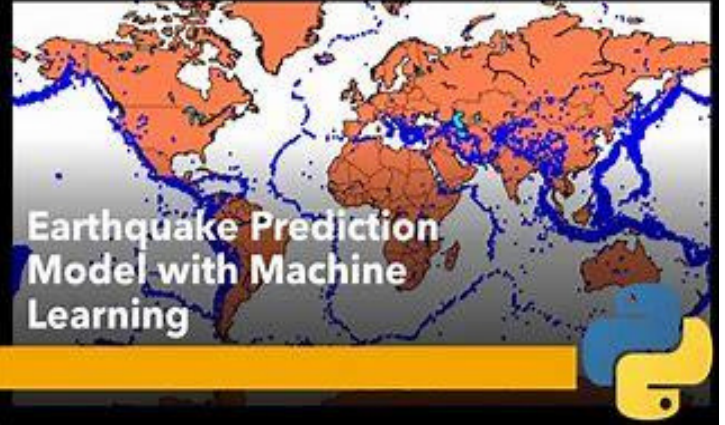 Earthquake Prediction
Model with Machine
Learning